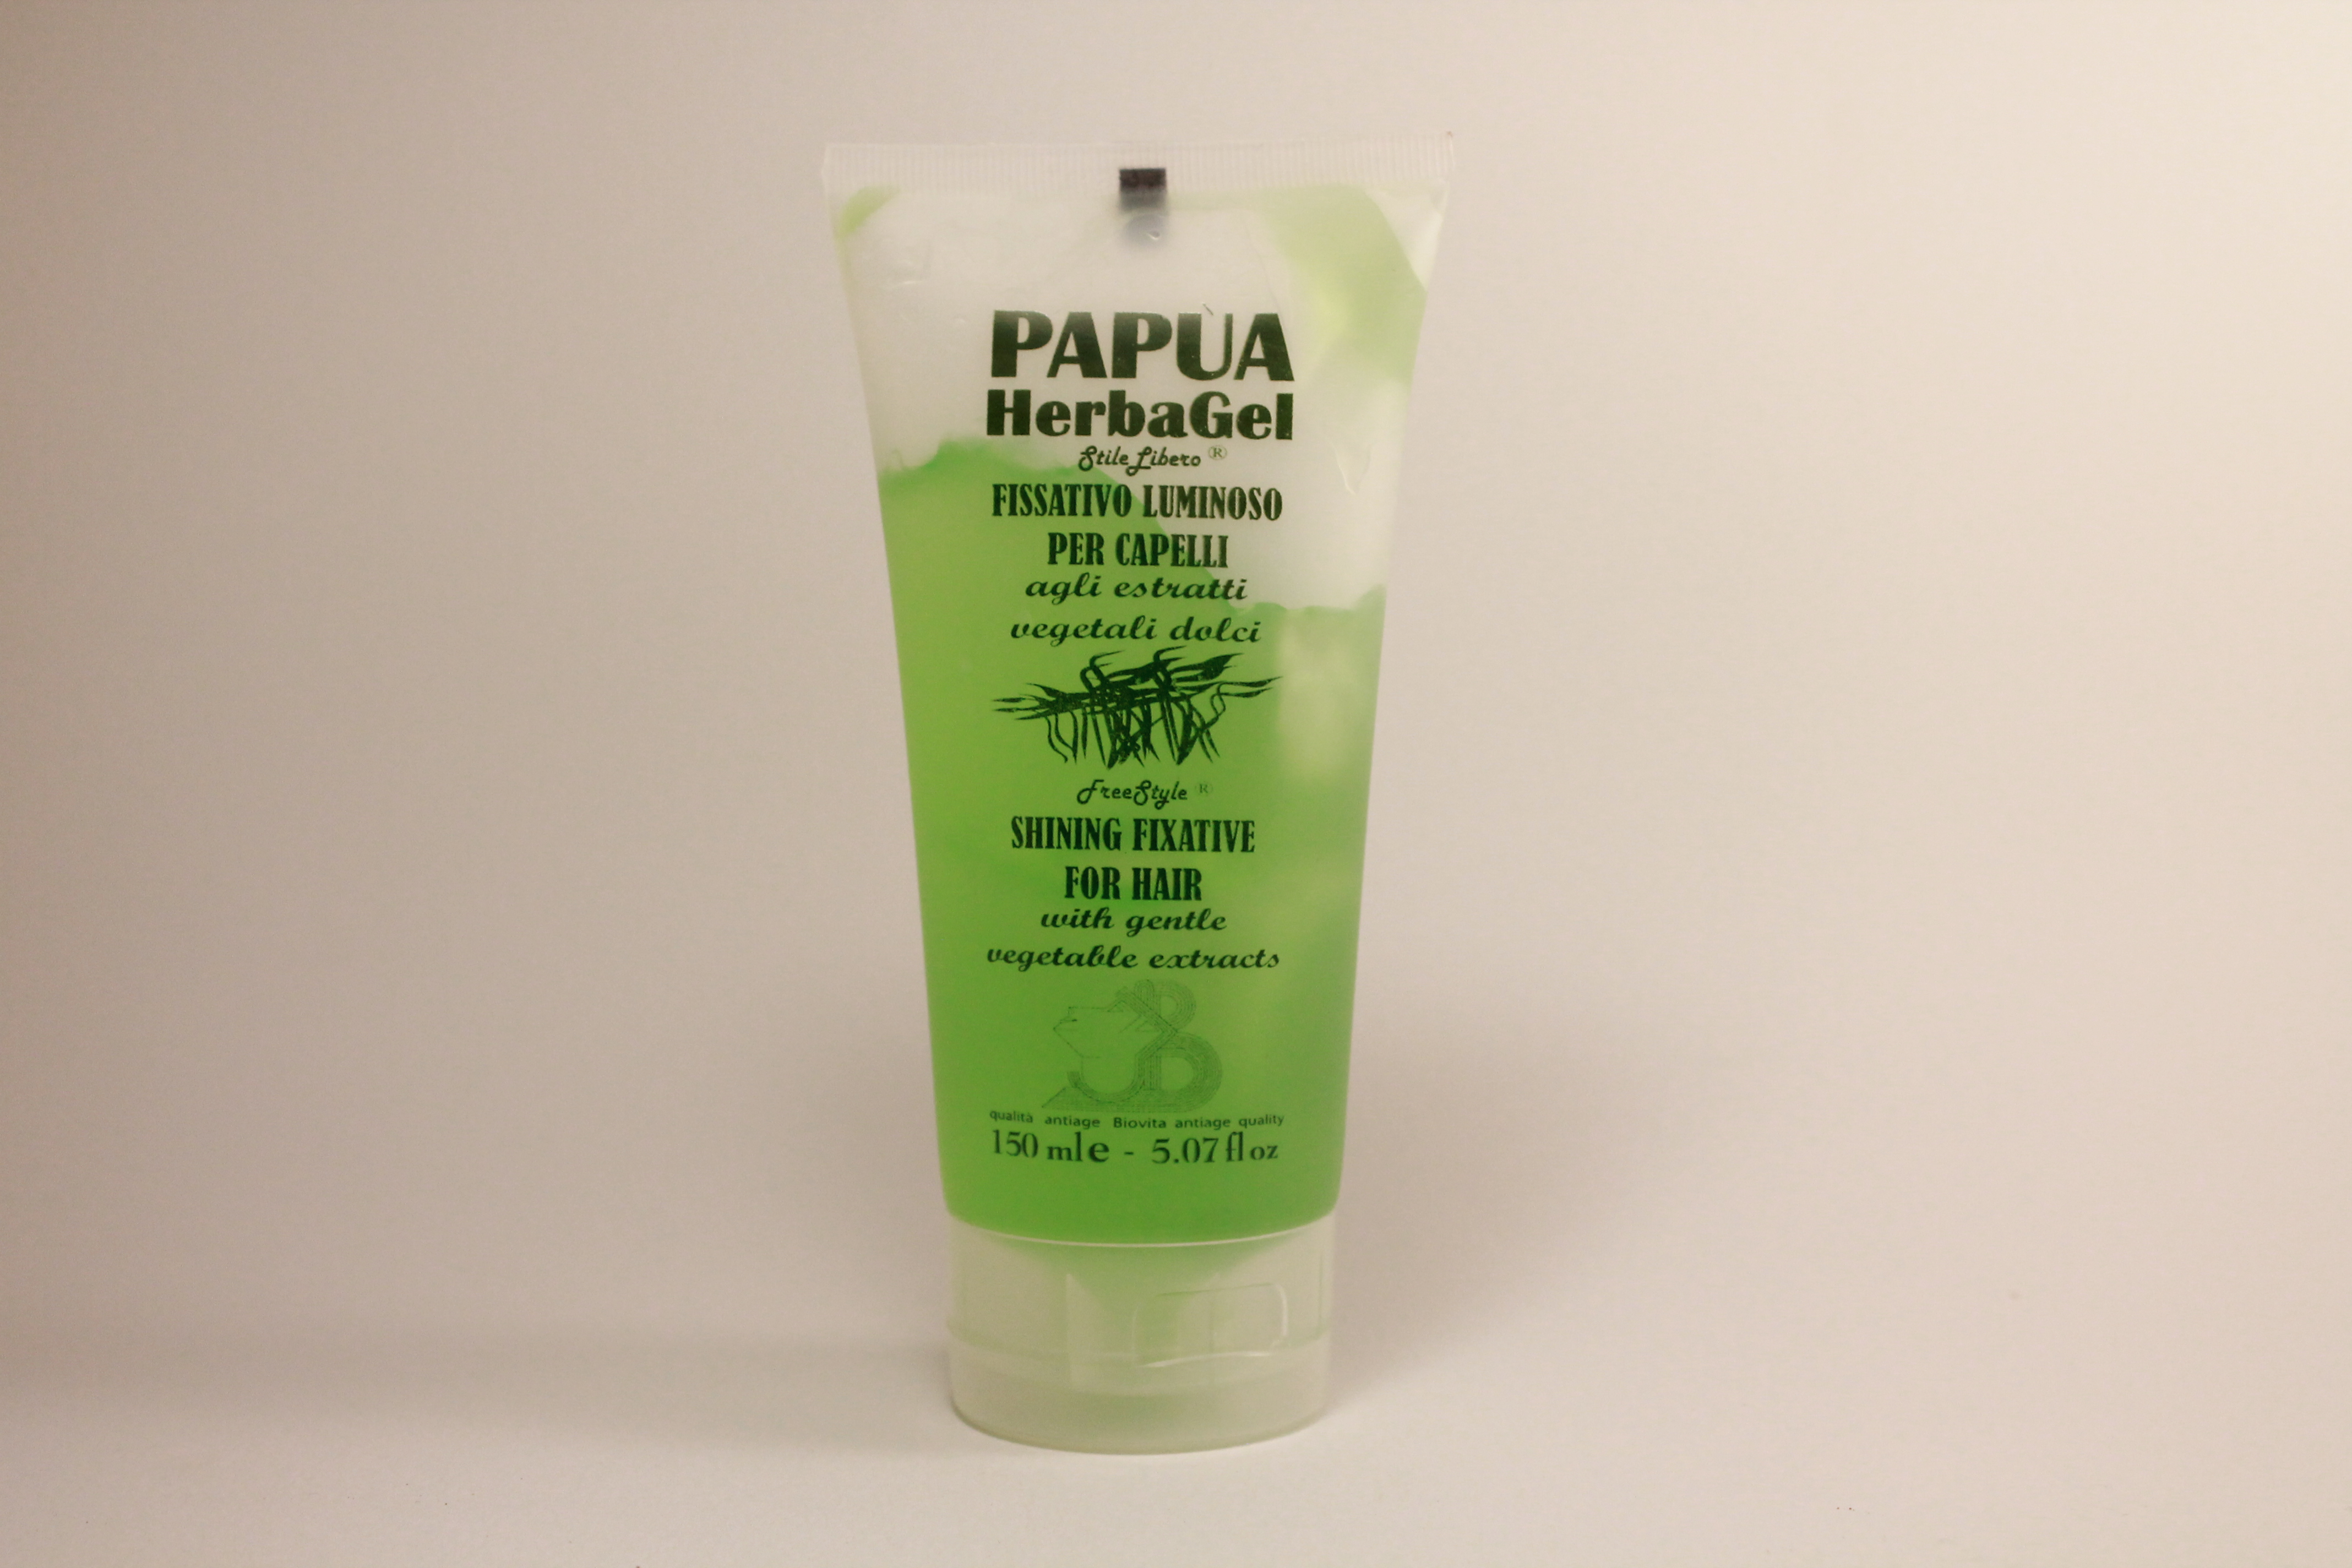 PAPÙA
HerbaGel
Stile Libero ®
FISSATIVO LUMINOSO
PER CAPELLI
agli estratti
vegetali dolci
FreeStyle ®
SHINING FIXATIVE
FOR HAIR
with gentle
vegetable extracts
qualità antiage Biovita antiage quality
150 ml e - 5.07 fl oz